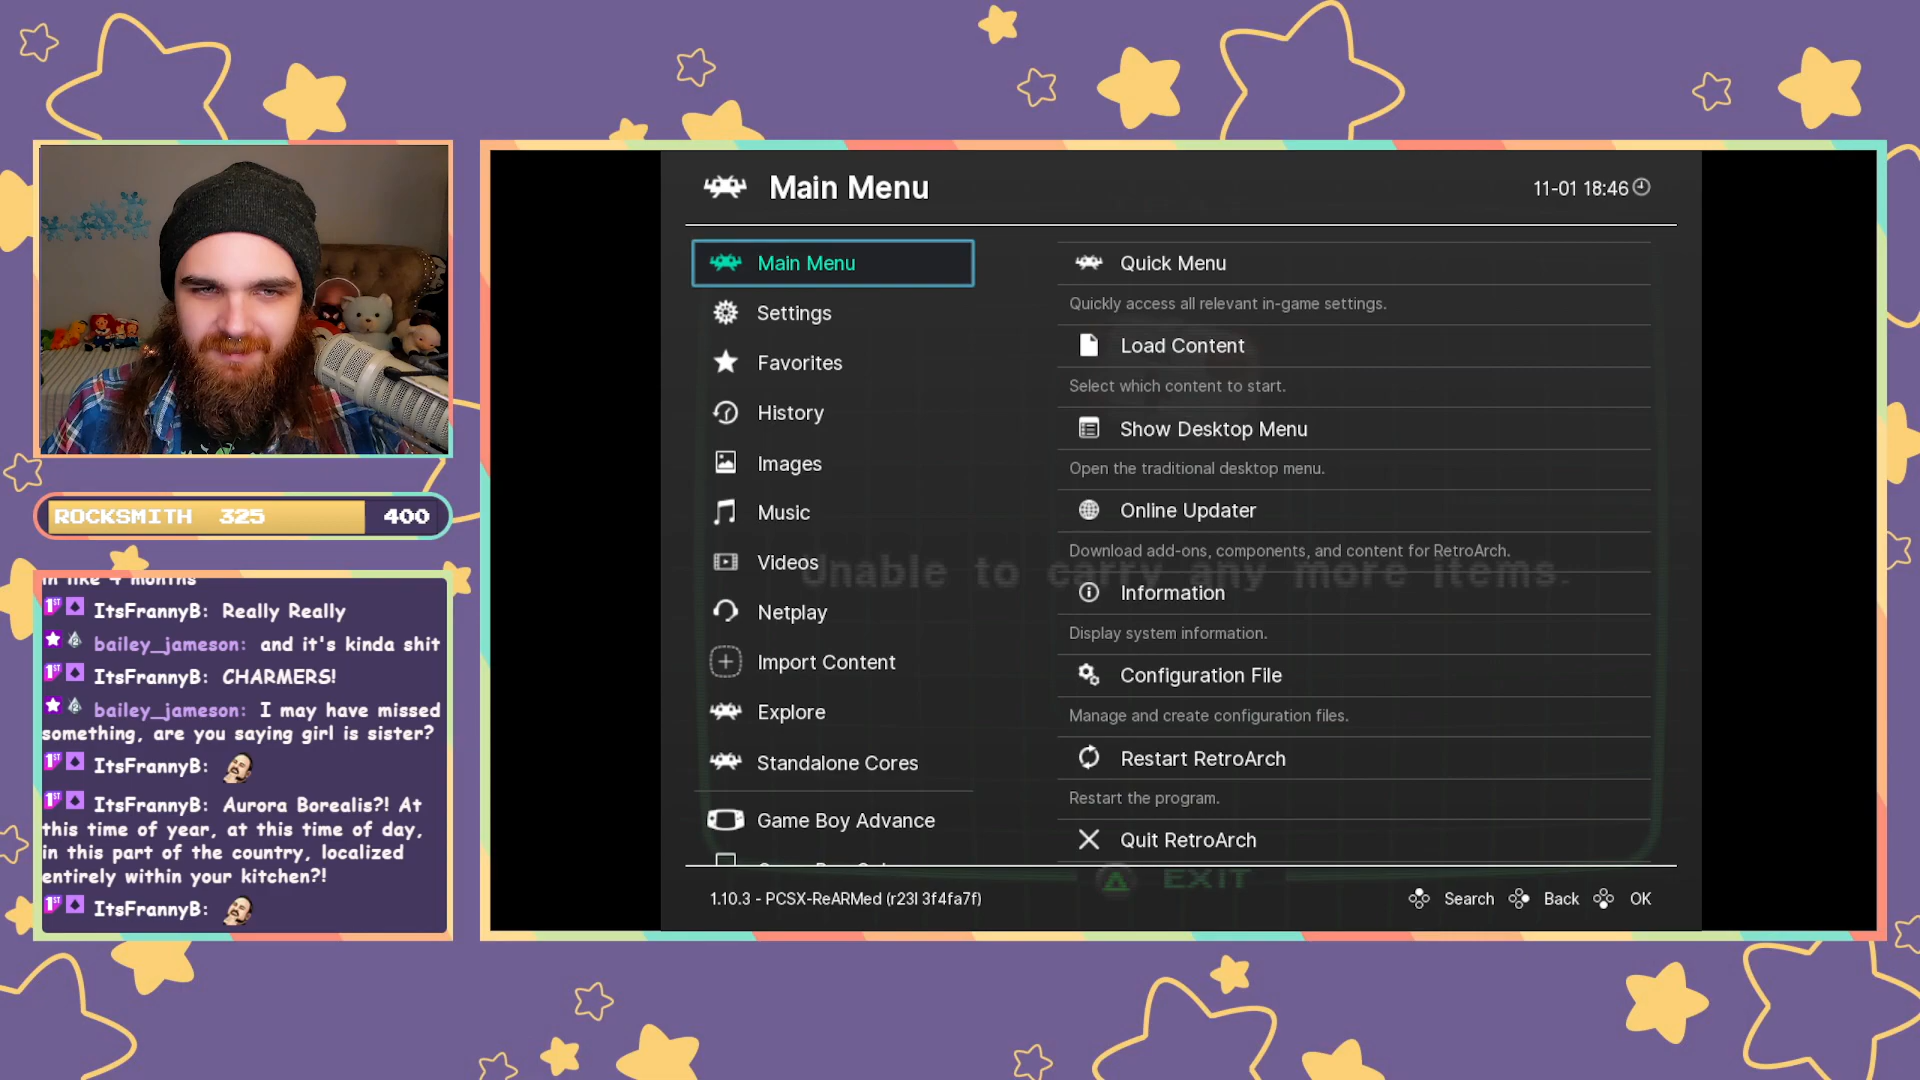 Main Menu
11-01 18:46
Main Menu
Settings
Favorites
History
Images
Music
Videos
Netplay
Import Content
Explore
Standalone Cores
Game Boy Advance
Quick Menu
Quickly access all relevant in-game settings.
Load Content
Select which content to start.
Show Desktop Menu
Open the traditional desktop menu.
Online Updater
Download add-ons, components, and content for RetroArch.
Unable to carry any more items.
Information
Display system information.
Configuration File
Manage and create configuration files.
Restart RetroArch
Restart the program.
Quit RetroArch
EXIT
1.10.3 - PCSX-ReARMed (r23l 3f4fa7f)
Search Back OK
ROCKSMITH 325 400
in like 4 months
ItsFrannyB: Really Really
bailey_jameson: and it's kinda shit
ItsFrannyB: CHARMERS!
bailey_jameson: I may have missed
something, are you saying girl is sister?
ItsFrannyB:
ItsFrannyB: Aurora Borealis?! At
this time of year, at this time of day,
in this part of the country, localized
entirely within your kitchen?!
ItsFrannyB: